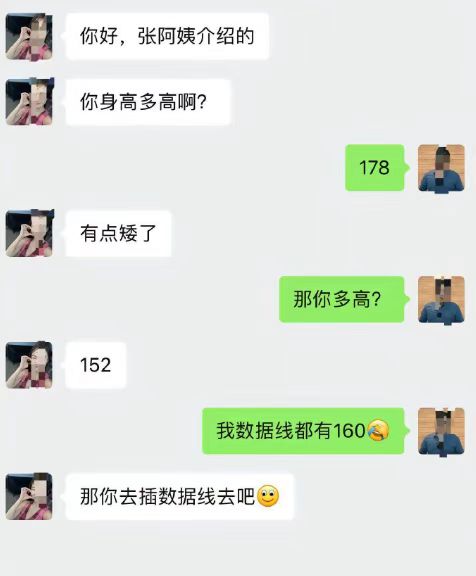 你好，张阿姨介绍的
你身高多高啊？
178
有点矮了
那你多高？
152
我数据线都有160🤣
那你去插数据线去吧🙂